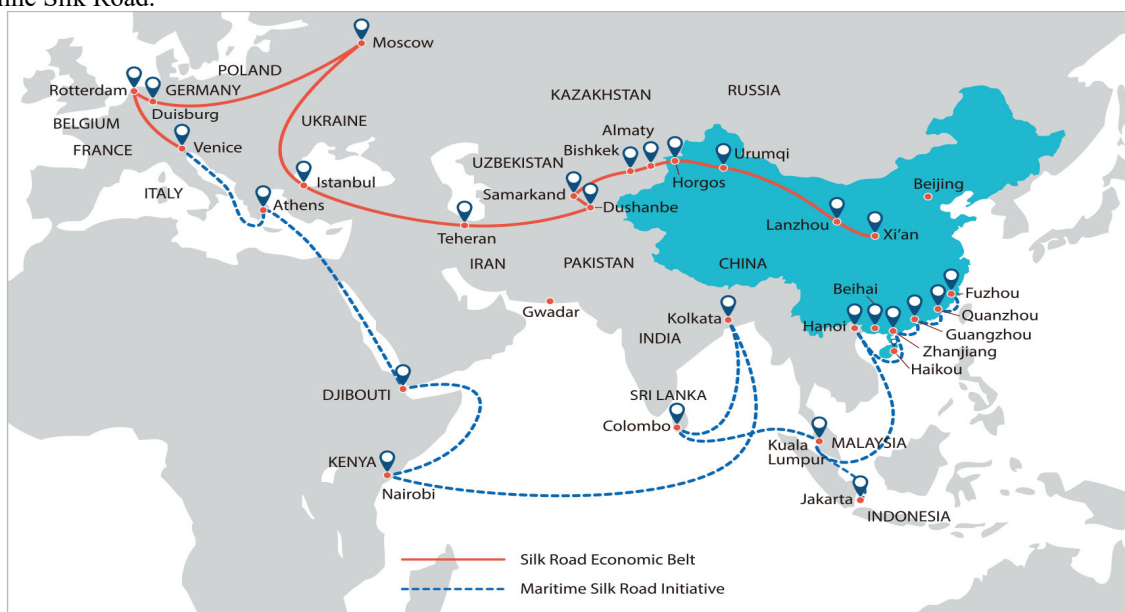 ime Silk Road.
Moscow
POLAND
Rotterdam
GERMANY
Duisburg
BELGIUM
UKRAINE
FRANCE
Venice
ITALY
Istanbul
Athens
KAZAKHSTAN
RUSSIA
Almaty
Bishkek
Urumqi
UZBEKISTAN
Horgos
Samarkand
Dushanbe
Beijing
Teheran
Lanzhou
Xi'an
IRAN
PAKISTAN
CHINA
Gwadar
Beihai
Fuzhou
Kolkata
Hanoi
Quanzhou
INDIA
Guangzhou
Zhanjiang
Haikou
DJIBOUTI
SRI LANKA
Colombo
KENYA
Kuala
Lumpur
MALAYSIA
Nairobi
Jakarta
INDONESIA
Silk Road Economic Belt
Maritime Silk Road Initiative